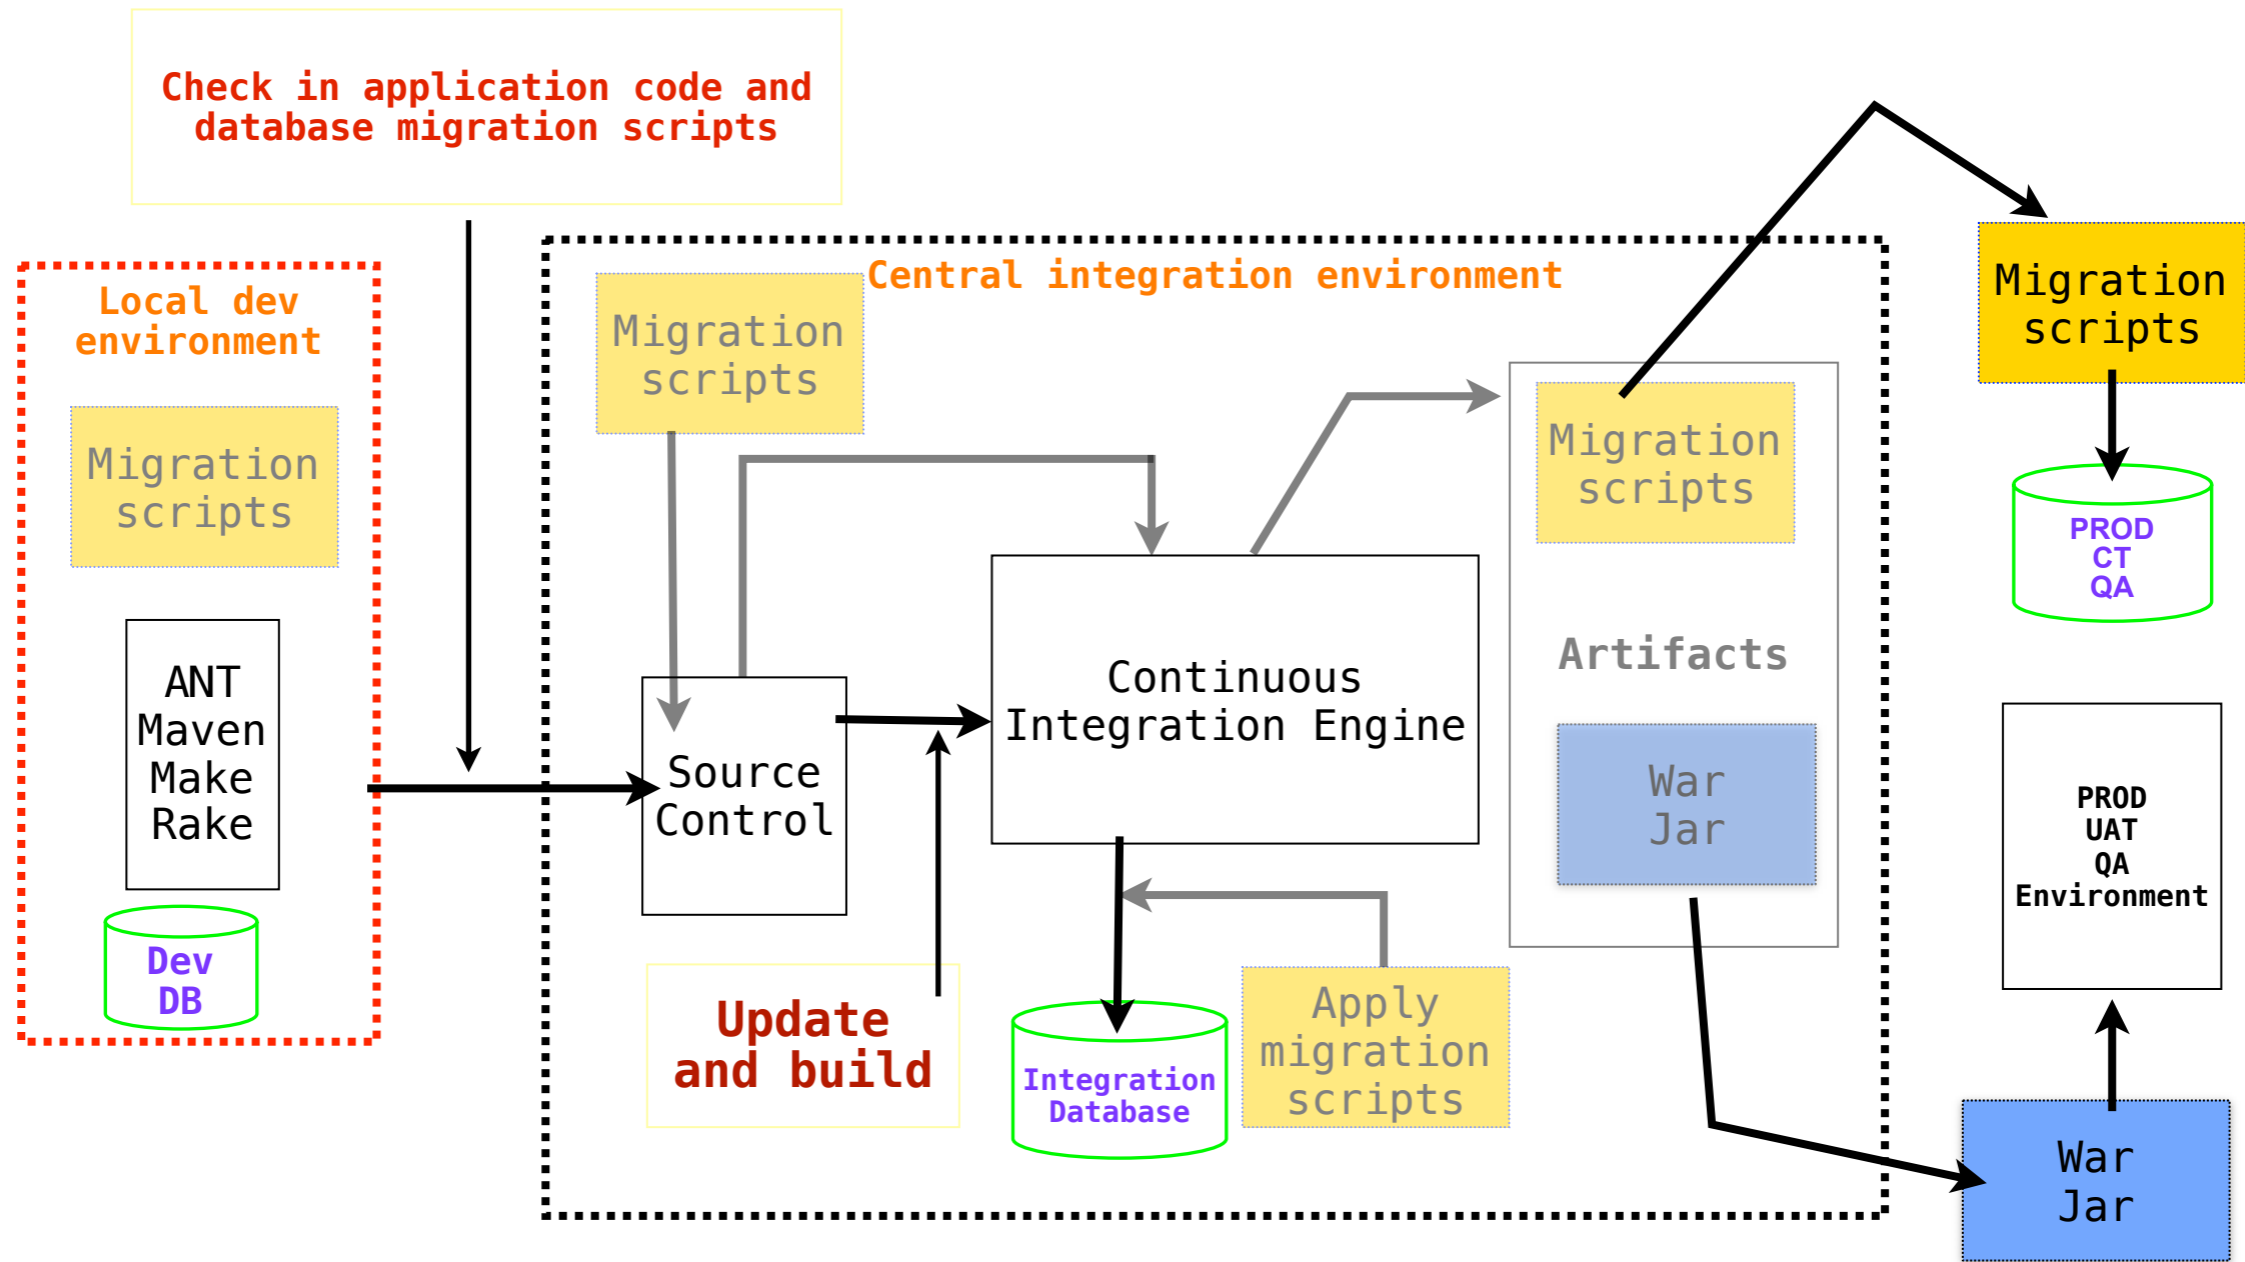 Check in application code and
database migration scripts
Local dev
environment
Migration
scripts
ANT
Maven
Make
Rake
Dev
DB
Central integration environment
Migration
scripts
Source
Control
Update
and build
Continuous
Integration Engine
Integration
Database
Apply
migration
scripts
Migration
scripts
Artifacts
War
Jar
Migration
scripts
PROD
CT
QA
PROD
UAT
QA
Environment
War
Jar